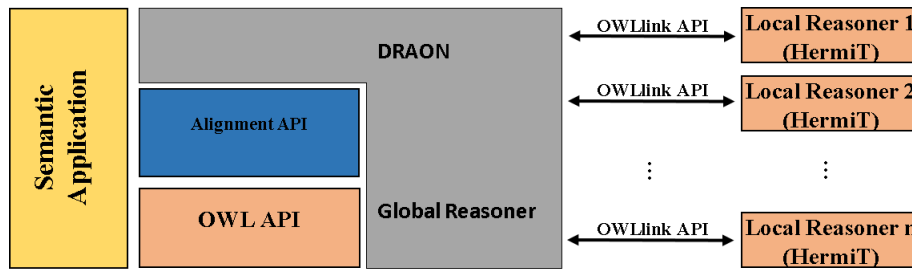 Semantic
Application
DRAON
Alignment API
OWL API
Global Reasoner
OWLlink API
Local Reasoner 1
(HermiT)
OWLlink API
Local Reasoner 2
(HermiT)
⋮ ⋮
OWLlink API
Local Reasoner n
(HermiT)